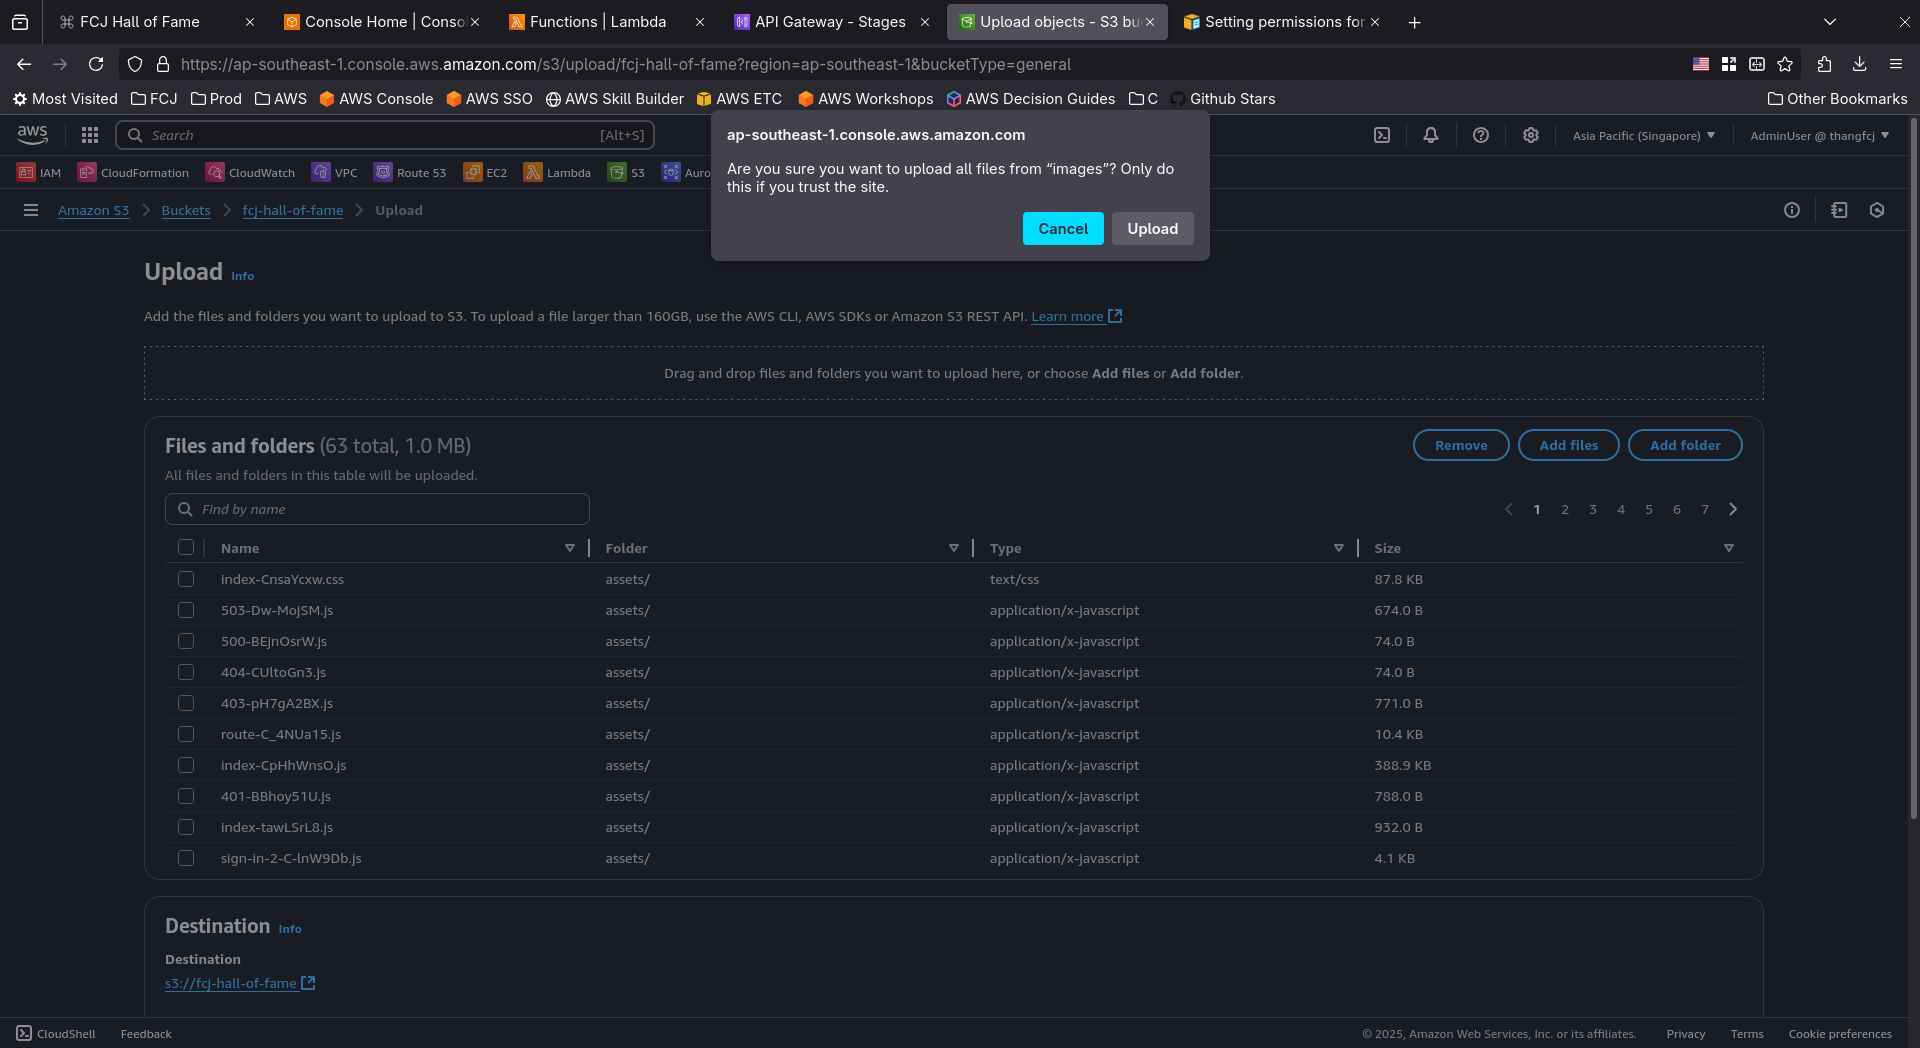 FCJ Hall of Fame
Console Home | Conso
Functions | Lambda
API Gateway - Stages
Upload objects - S3 bu
Setting permissions for
https://ap-southeast-1.console.aws.amazon.com/s3/upload/fcj-hall-of-fame?region=ap-southeast-1&bucketType=general
Most Visited FCJ Prod AWS AWS Console AWS SSO AWS Skill Builder AWS ETC AWS Workshops AWS Decision Guides C Github Stars Other Bookmarks
aws Search [Alt+S] Asia Pacific (Singapore) AdminUser @ thangfcj
ap-southeast-1.console.aws.amazon.com
Are you sure you want to upload all files from “images”? Only do
this if you trust the site.
Cancel Upload
IAM CloudFormation CloudWatch VPC Route 53 EC2 Lambda S3 Auro
Amazon S3 Buckets fcj-hall-of-fame Upload
Upload Info
Add the files and folders you want to upload to S3. To upload a file larger than 160GB, use the AWS CLI, AWS SDKs or Amazon S3 REST API. Learn more
Drag and drop files and folders you want to upload here, or choose Add files or Add folder.
Files and folders (63 total, 1.0 MB)
Remove Add files Add folder
All files and folders in this table will be uploaded.
Find by name
1 2 3 4 5 6 7
Name Folder Type Size
index-CnsaYcxw.css assets/ text/css 87.8 KB
503-Dw-MojSM.js assets/ application/x-javascript 674.0 B
500-BEjnOsrW.js assets/ application/x-javascript 74.0 B
404-CUltoGn3.js assets/ application/x-javascript 74.0 B
403-pH7gA2BX.js assets/ application/x-javascript 771.0 B
route-C_4NUa15.js assets/ application/x-javascript 10.4 KB
index-CpHhWnsO.js assets/ application/x-javascript 388.9 KB
401-BBhoy51U.js assets/ application/x-javascript 788.0 B
index-tawLSrL8.js assets/ application/x-javascript 932.0 B
sign-in-2-C-lnW9Db.js assets/ application/x-javascript 4.1 KB
Destination Info
Destination
s3://fcj-hall-of-fame
CloudShell Feedback © 2025, Amazon Web Services, Inc. or its affiliates. Privacy Terms Cookie preferences